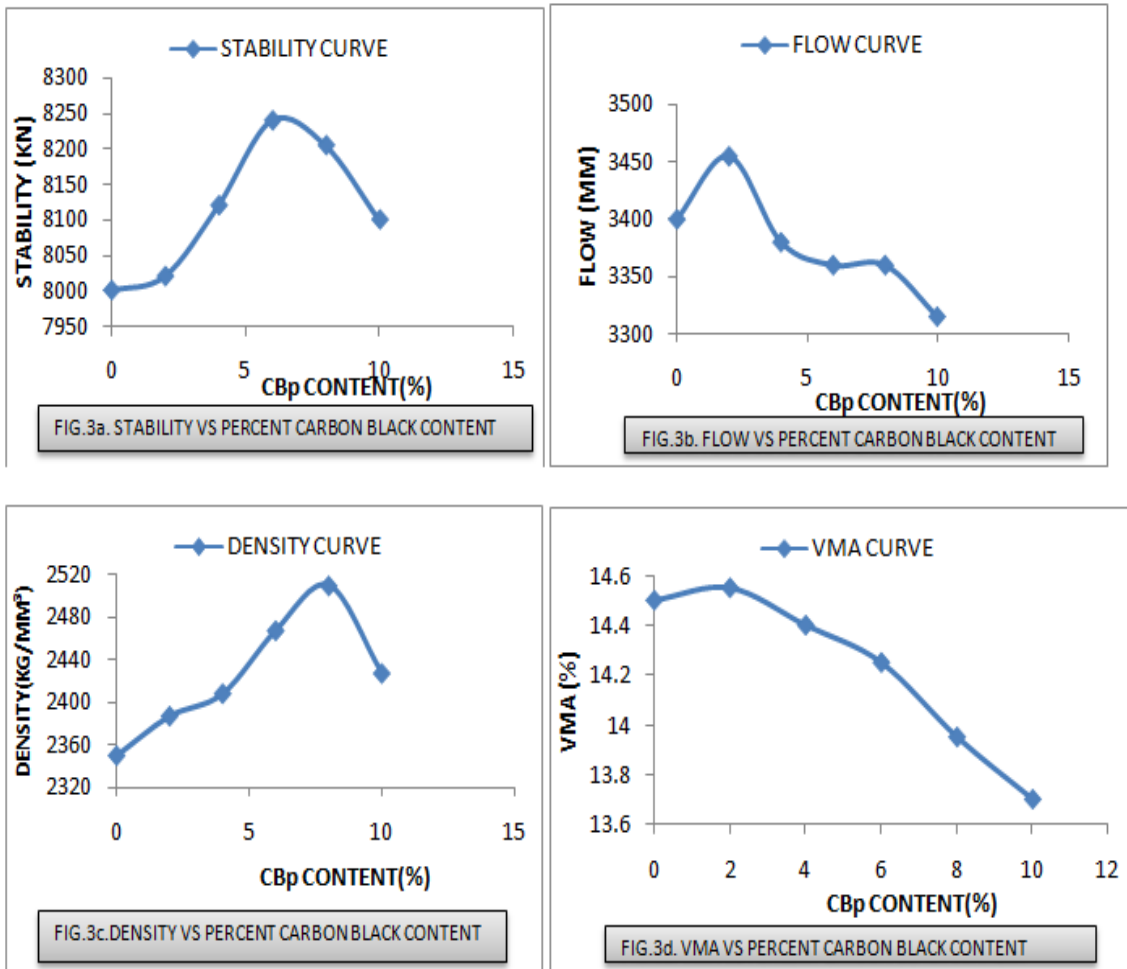 STABILITY CURVE
STABILITY (KN)
8300
8250
8200
8150
8100
8050
8000
7950
0 5 10 15
CBp CONTENT(%)
FIG.3a. STABILITY VS PERCENT CARBON BLACK CONTENT
FLOW CURVE
FLOW (MM)
3500
3450
3400
3350
3300
0 5 10 15
CBp CONTENT(%)
FIG.3b. FLOW VS PERCENT CARBON BLACK CONTENT
DENSITY CURVE
DENSITY(KG/MM³)
2520
2480
2440
2400
2360
2320
0 5 10 15
CBp CONTENT(%)
FIG.3c.DENSITY VS PERCENT CARBON BLACK CONTENT
VMA CURVE
VMA (%)
14.6
14.4
14.2
14
13.8
13.6
0 2 4 6 8 10 12
CBp CONTENT(%)
FIG.3d. VMA VS PERCENT CARBON BLACK CONTENT